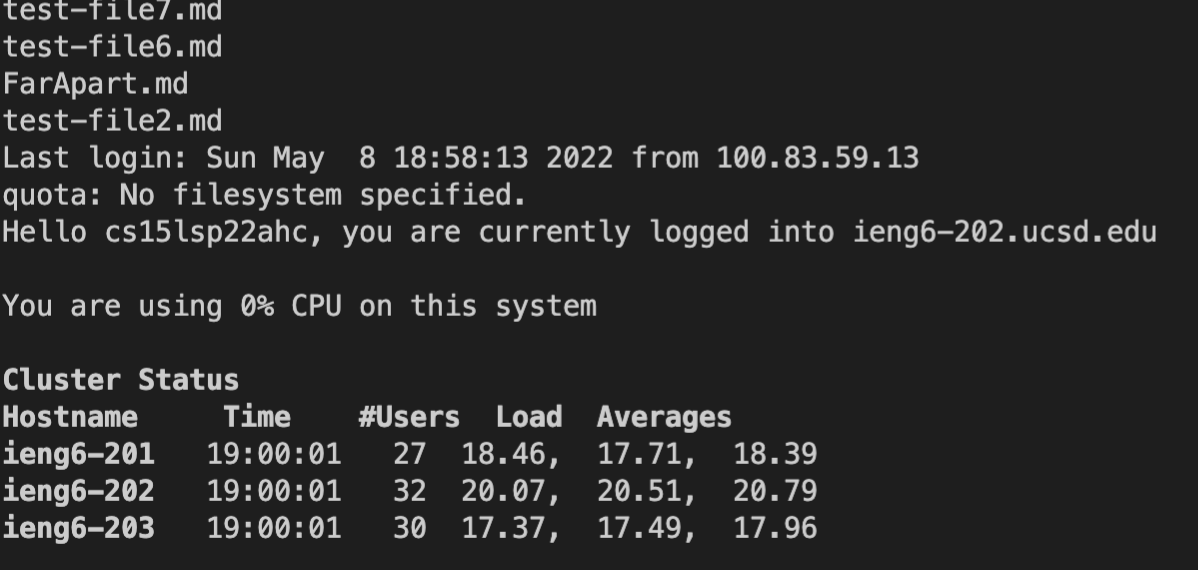 test-file7.md
test-file6.md
FarApart.md
test-file2.md
Last login: Sun May  8 18:58:13 2022 from 100.83.59.13
quota: No filesystem specified.
Hello cs15lsp22ahc, you are currently logged into ieng6-202.ucsd.edu
You are using 0% CPU on this system
Cluster Status
Hostname     Time    #Users  Load  Averages
ieng6-201   19:00:01   27  18.46,  17.71,  18.39
ieng6-202   19:00:01   32  20.07,  20.51,  20.79
ieng6-203   19:00:01   30  17.37,  17.49,  17.96